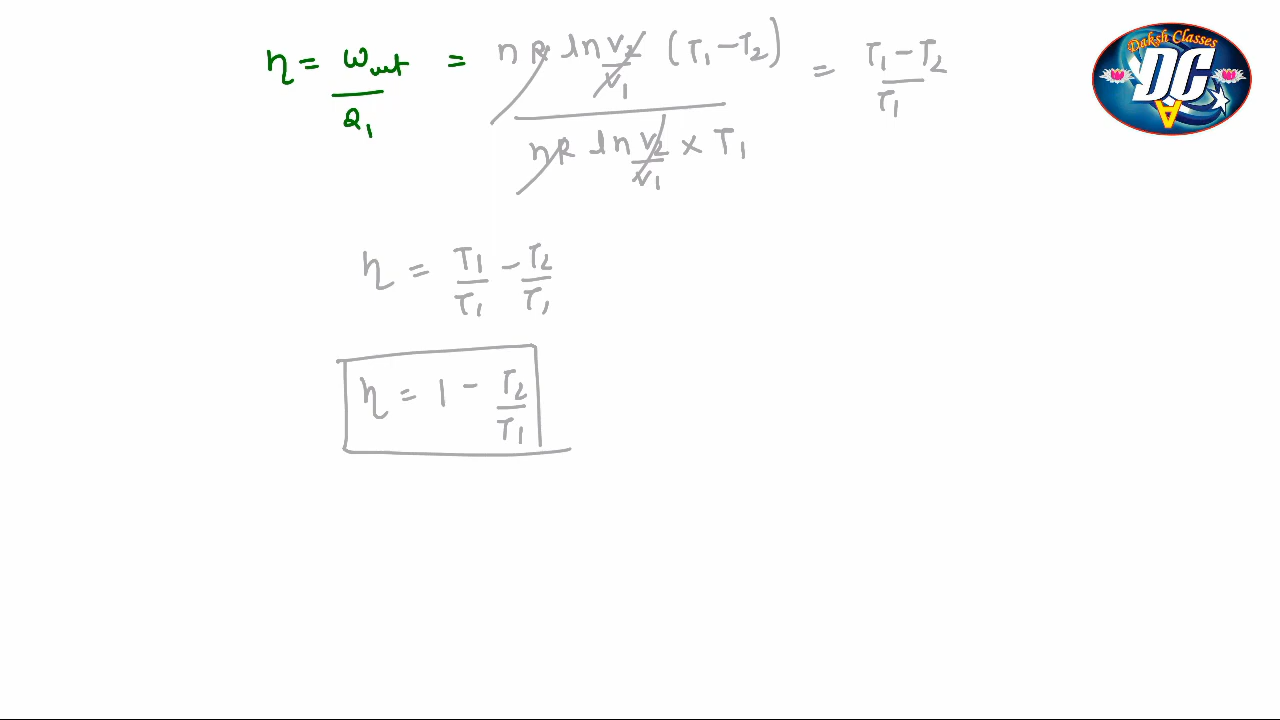 η = W_out / Q₁ = nR ln V₂/V₁ (T₁ − T₂) / nR ln V₂/V₁ × T₁ = T₁ − T₂ / T₁
η = T₁/T₁ − T₂/T₁
η = 1 − T₂/T₁
Daksh Classes
DC